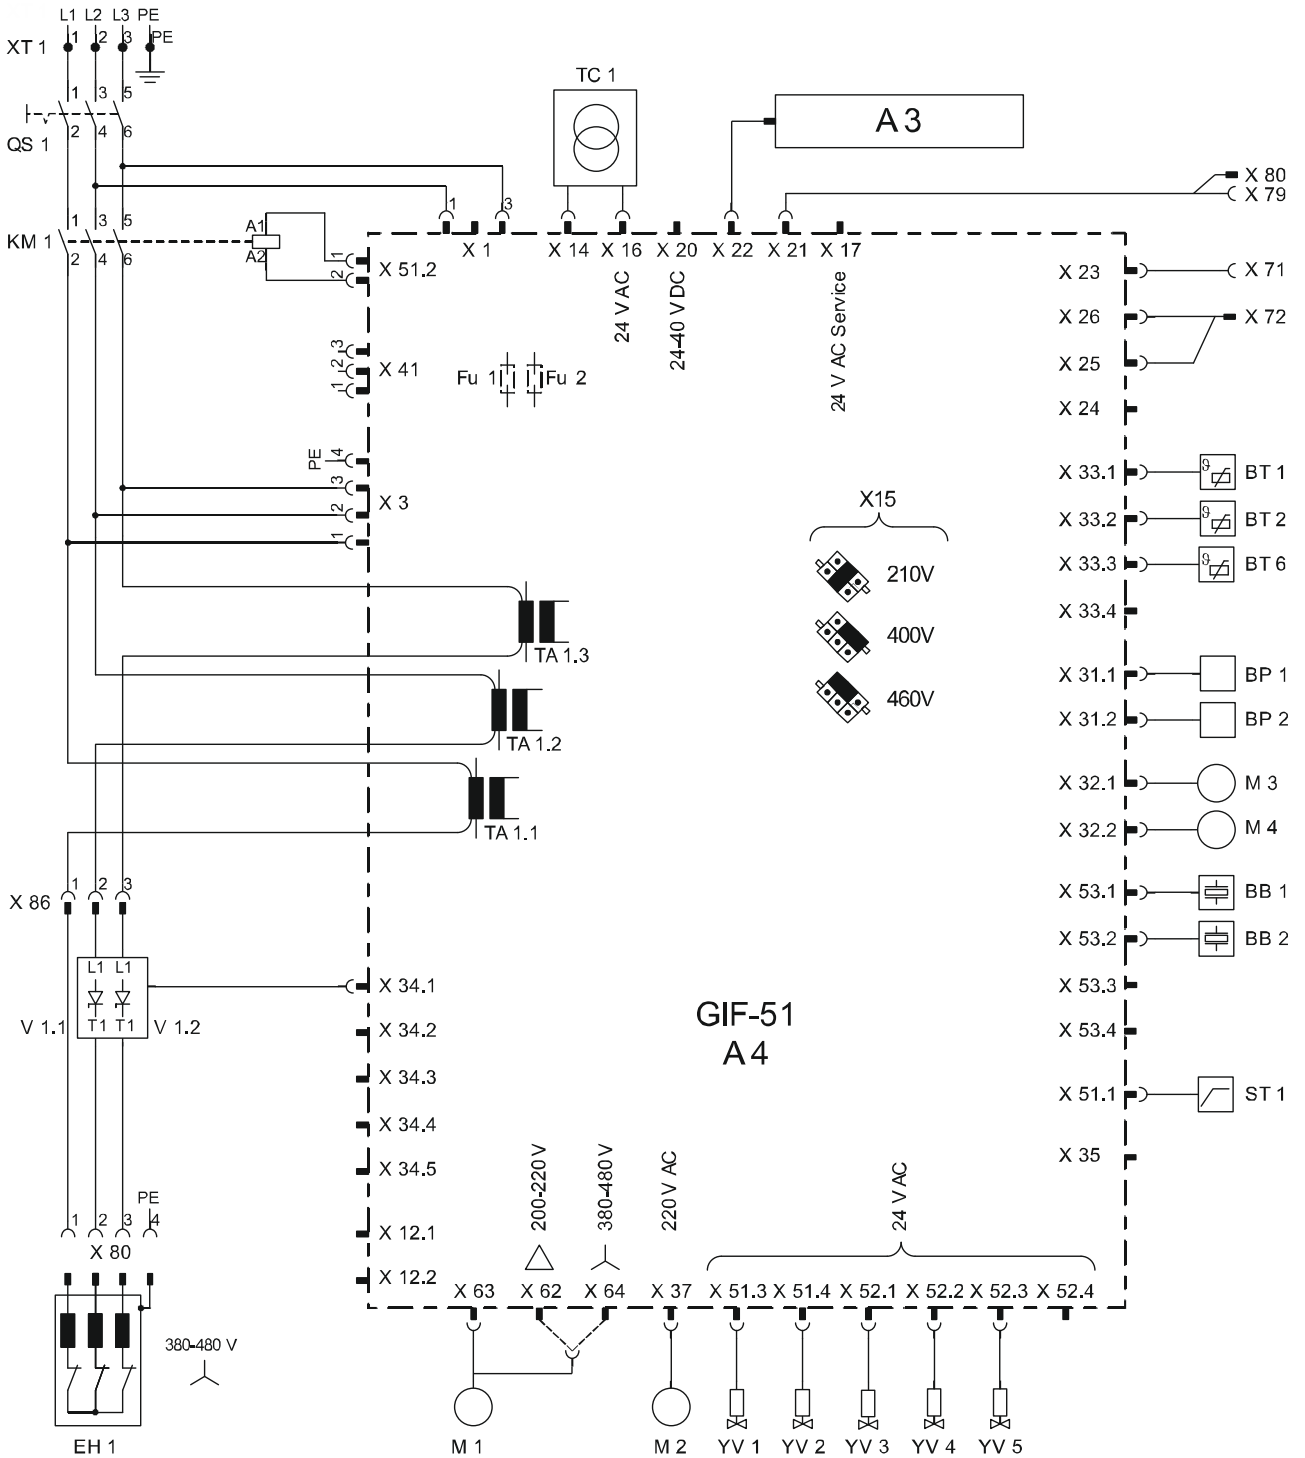 L1 L2 L3 PE
XT 1 1 2 3 PE
1 3 5
QS 1 2 4 6
TC 1
A 3
X 80
X 79
1 3
1 3 5
KM 1 2 4 6
A1
A2
1
2
X 51.2
X 1 X 14 X 16 X 20 X 22 X 21 X 17
24 V AC
24-40 V DC
24 V AC Service
X 23 X 71
X 26 X 72
X 25
X 24
3
2
1
X 41
Fu 1 Fu 2
PE 4
3
2
1
X 3
X15
210V
400V
460V
X 33.1 BT 1
X 33.2 BT 2
X 33.3 BT 6
X 33.4
TA 1.3
TA 1.2
TA 1.1
X 31.1 BP 1
X 31.2 BP 2
X 32.1 M 3
X 32.2 M 4
X 53.1 BB 1
X 53.2 BB 2
X 53.3
X 53.4
X 51.1 ST 1
X 35
X 86 1 2 3
L1 L1
V 1.1 T1 T1 V 1.2
X 34.1
X 34.2
X 34.3
X 34.4
X 34.5
X 12.1
X 12.2
GIF-51
A 4
PE
1 2 3 4
X 80
200-220 V
380-480 V
220 V AC
24 V AC
X 63 X 62 X 64 X 37 X 51.3 X 51.4 X 52.1 X 52.2 X 52.3 X 52.4
380-480 V
EH 1
M 1 M 2 YV 1 YV 2 YV 3 YV 4 YV 5